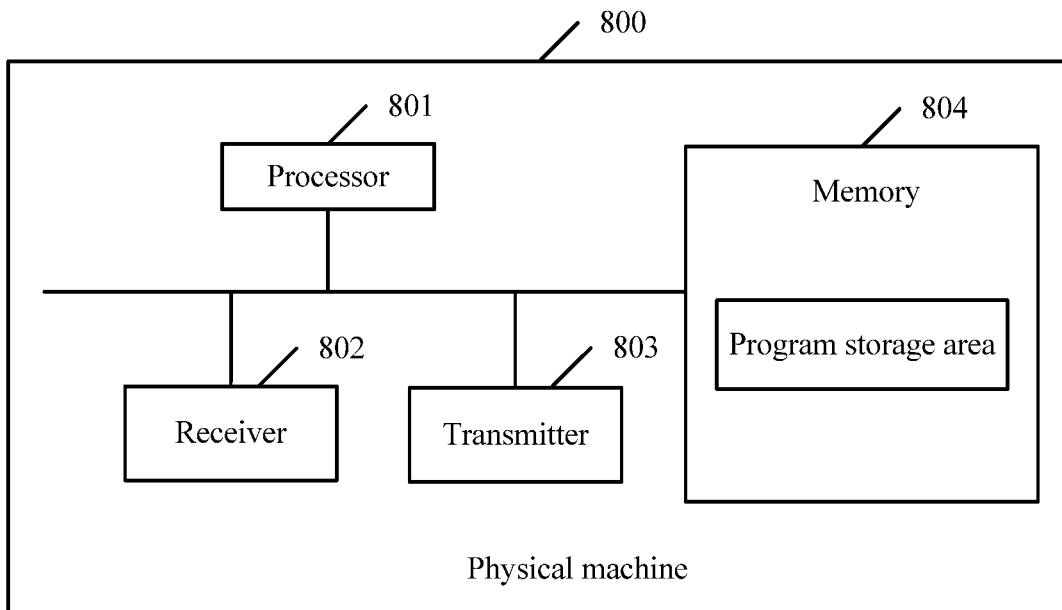 800
801
804
Processor
Memory
802
803
Program storage area
Receiver
Transmitter
Physical machine